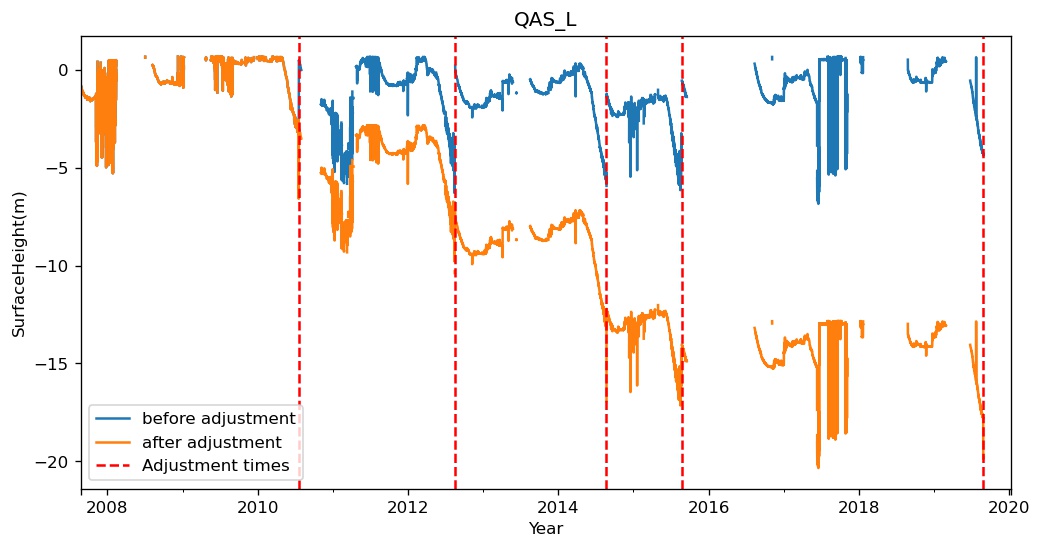 QAS_L
SurfaceHeight(m)
0
−5
−10
−15
−20
before adjustment
after adjustment
Adjustment times
2008 2010 2012 2014 2016 2018 2020
Year